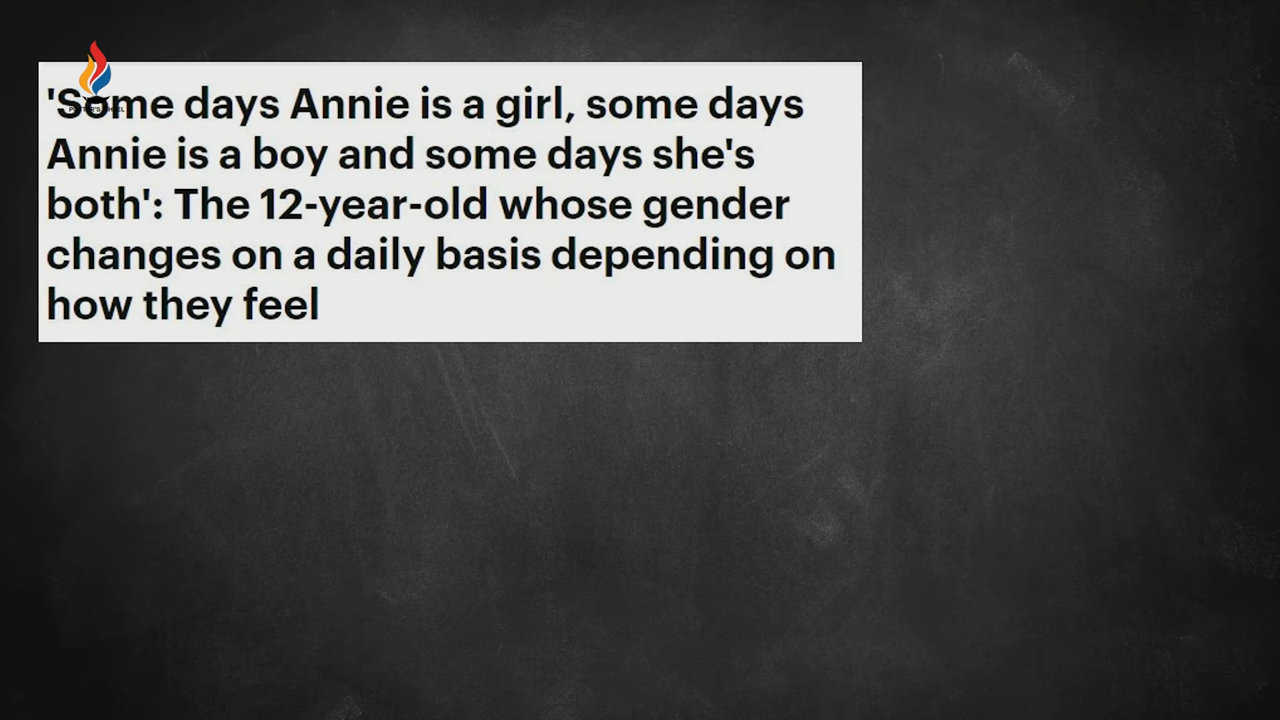 'Some days Annie is a girl, some days
Annie is a boy and some days she's
both': The 12-year-old whose gender
changes on a daily basis depending on
how they feel